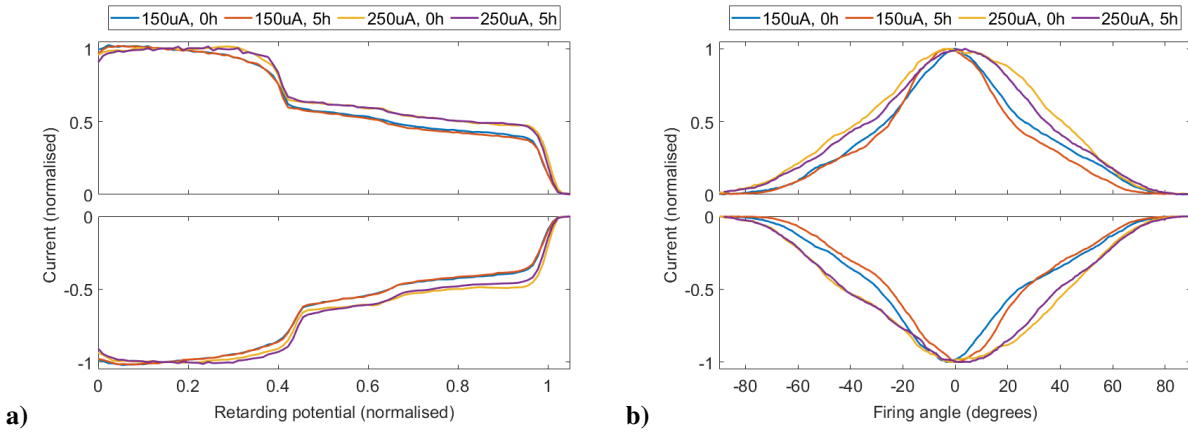 150uA, 0h 150uA, 5h 250uA, 0h 250uA, 5h
1
0.5
0
0
-0.5
-1
0 0.2 0.4 0.6 0.8 1
Current (normalised)
Retarding potential (normalised)
a)
150uA, 0h 150uA, 5h 250uA, 0h 250uA, 5h
1
0.5
0
0
-0.5
-1
-80 -60 -40 -20 0 20 40 60 80
Current (normalised)
Firing angle (degrees)
b)